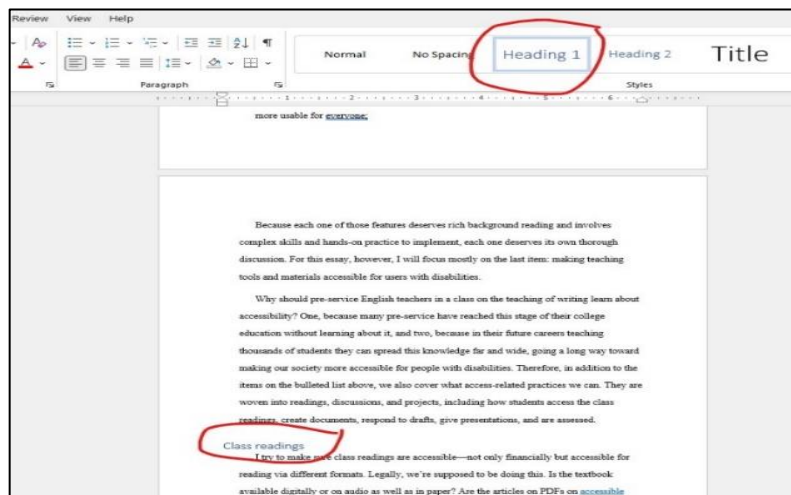 Review View Help
Normal No Spacing Heading 1 Heading 2 Title
Paragraph Styles
1 2 3 4 5 6
more usable for everyone;
Because each one of those features deserves rich background reading and involves
complex skills and hands-on practice to implement, each one deserves its own thorough
discussion. For this essay, however, I will focus mostly on the last item: making teaching
tools and materials accessible for users with disabilities.
Why should pre-service English teachers in a class on the teaching of writing learn about
accessibility? One, because many pre-service have reached this stage of their college
education without learning about it, and two, because in their future careers teaching
thousands of students they can spread this knowledge far and wide, going a long way toward
making our society more accessible for people with disabilities. Therefore, in addition to the
items on the bulleted list above, we also cover what access-related practices we can. They are
woven into readings, discussions, and projects, including how students access the class
readings, create documents, respond to drafts, give presentations, and are assessed.
Class readings
I try to make sure class readings are accessible—not only financially but accessible for
reading via different formats. Legally, we're supposed to be doing this. Is the textbook
available digitally or on audio as well as in paper? Are the articles on PDFs on accessible